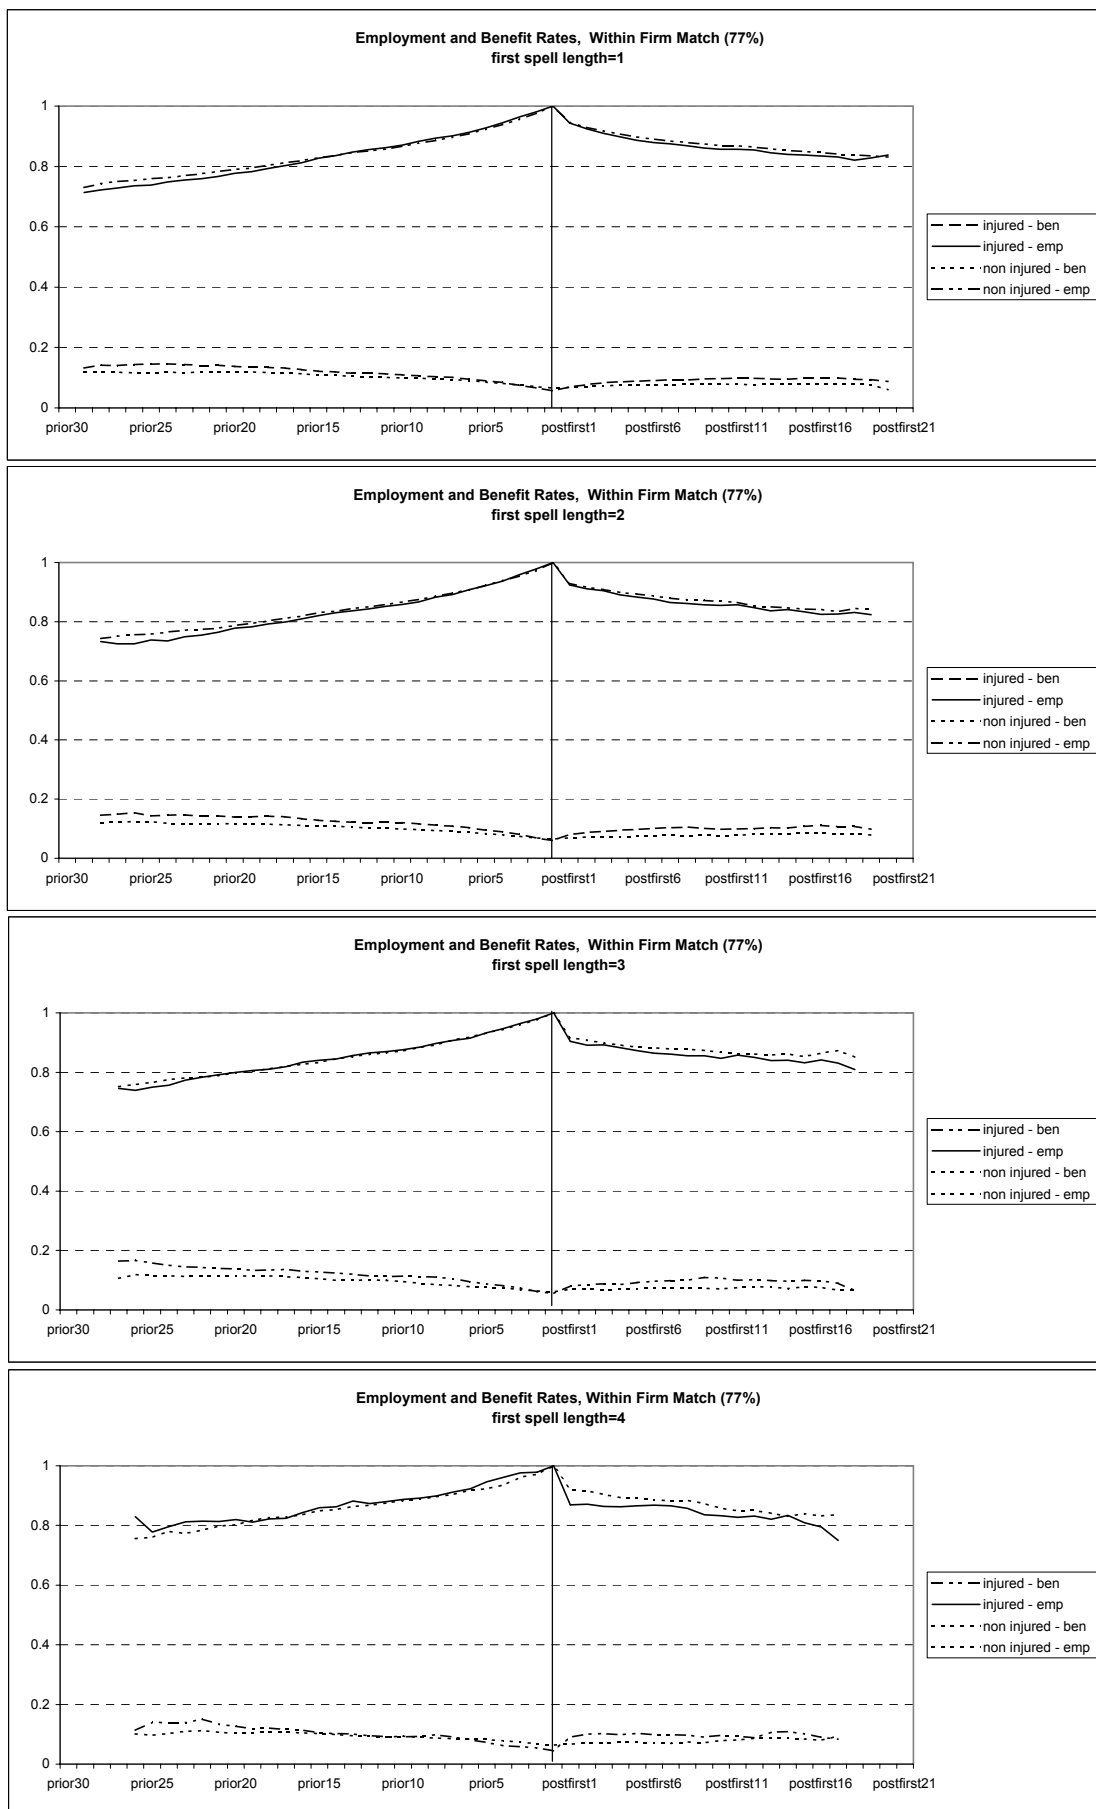 Employment and Benefit Rates, Within Firm Match (77%)
first spell length=1
1
0.8
0.6
0.4
0.2
0
prior30 prior25 prior20 prior15 prior10 prior5 postfirst1 postfirst6 postfirst11 postfirst16 postfirst21
injured - ben
injured - emp
non injured - ben
non injured - emp
Employment and Benefit Rates, Within Firm Match (77%)
first spell length=2
1
0.8
0.6
0.4
0.2
0
prior30 prior25 prior20 prior15 prior10 prior5 postfirst1 postfirst6 postfirst11 postfirst16 postfirst21
injured - ben
injured - emp
non injured - ben
non injured - emp
Employment and Benefit Rates, Within Firm Match (77%)
first spell length=3
1
0.8
0.6
0.4
0.2
0
prior30 prior25 prior20 prior15 prior10 prior5 postfirst1 postfirst6 postfirst11 postfirst16 postfirst21
injured - ben
injured - emp
non injured - ben
non injured - emp
Employment and Benefit Rates, Within Firm Match (77%)
first spell length=4
1
0.8
0.6
0.4
0.2
0
prior30 prior25 prior20 prior15 prior10 prior5 postfirst1 postfirst6 postfirst11 postfirst16 postfirst21
injured - ben
injured - emp
non injured - ben
non injured - emp